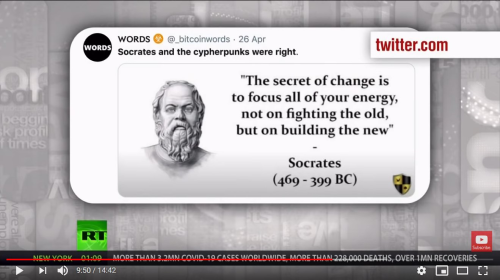 WORDS @_bitcoinwords · 26 Apr
twitter.com
WORDS
Socrates and the cypherpunks were right.
"The secret of change is
to focus all of your energy,
not on fighting the old,
but on building the new"
-
Socrates
(469 - 399 BC)
RT
Subscribe
NEW YORK 01:09 MORE THAN 3.2MN COVID-19 CASES WORLDWIDE, MORE THAN 228,000 DEATHS, OVER 1MN RECOVERIES
9:50 / 14:42